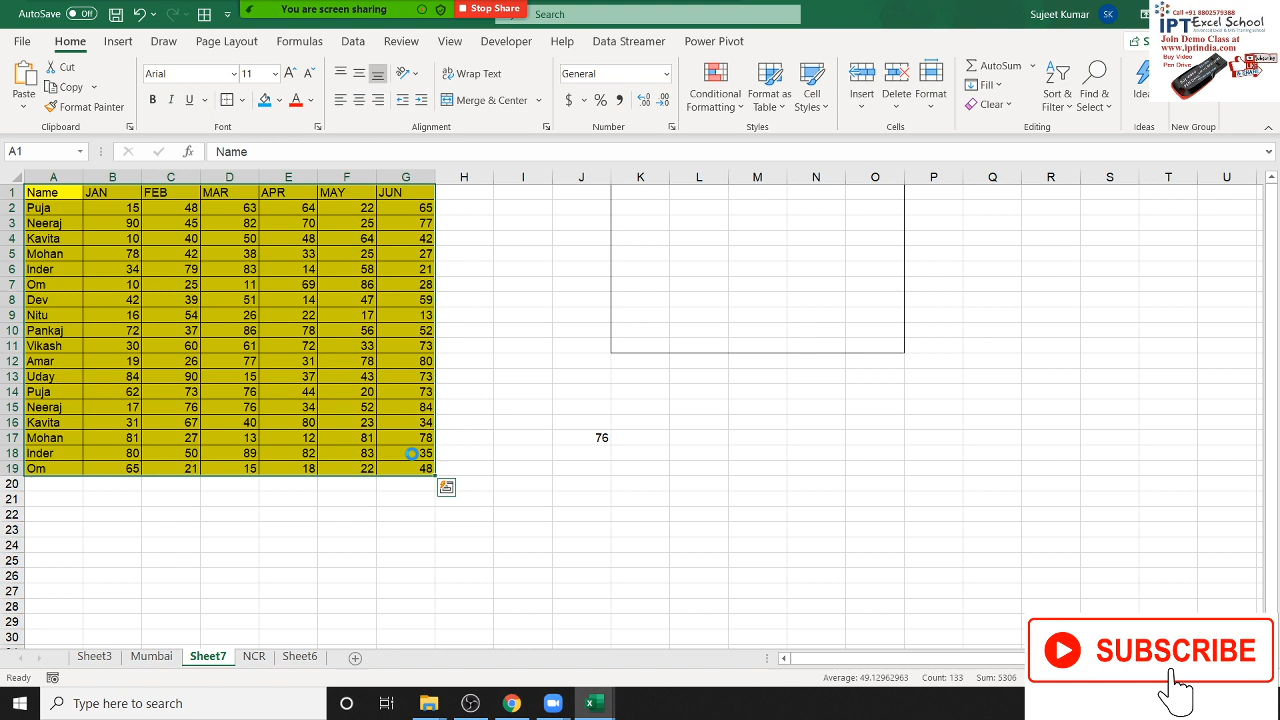 AutoSave Off
You are screen sharing
Stop Share
Search
Sujeet Kumar SK
Call +91 8802579388
IPT Excel School
Join Demo Class at
www.iptindia.com
Buy Video
Pen Drive
File Home Insert Draw Page Layout Formulas Data Review View Developer Help Data Streamer Power Pivot
Paste
Cut
Copy
Format Painter
Clipboard
Arial 11
B I U
Font
Wrap Text
Merge & Center
Alignment
General
$ % ,
Number
Conditional Formatting
Format as Table
Cell Styles
Styles
Insert Delete Format
Cells
AutoSum
Fill
Clear
Sort & Filter
Find & Select
Editing
Ideas
Ideas
New Group
A1 fx Name
A B C D E F G H I J K L M N O P Q R S T U
1 Name JAN FEB MAR APR MAY JUN
2 Puja 15 48 63 64 22 65
3 Neeraj 90 45 82 70 25 77
4 Kavita 10 40 50 48 64 42
5 Mohan 78 42 38 33 25 27
6 Inder 34 79 83 14 58 21
7 Om 10 25 11 69 86 28
8 Dev 42 39 51 14 47 59
9 Nitu 16 54 26 22 17 13
10 Pankaj 72 37 86 78 56 52
11 Vikash 30 60 61 72 33 73
12 Amar 19 26 77 31 78 80
13 Uday 84 90 15 37 43 73
14 Puja 62 73 76 44 20 73
15 Neeraj 17 76 76 34 52 84
16 Kavita 31 67 40 80 23 34
17 Mohan 81 27 13 12 81 78 76
18 Inder 80 50 89 82 83 35
19 Om 65 21 15 18 22 48
20
21
22
23
24
25
26
27
28
29
30
SUBSCRIBE
Sheet3 Mumbai Sheet7 NCR Sheet6
Ready
Average: 49.12962963 Count: 133 Sum: 5306
Type here to search